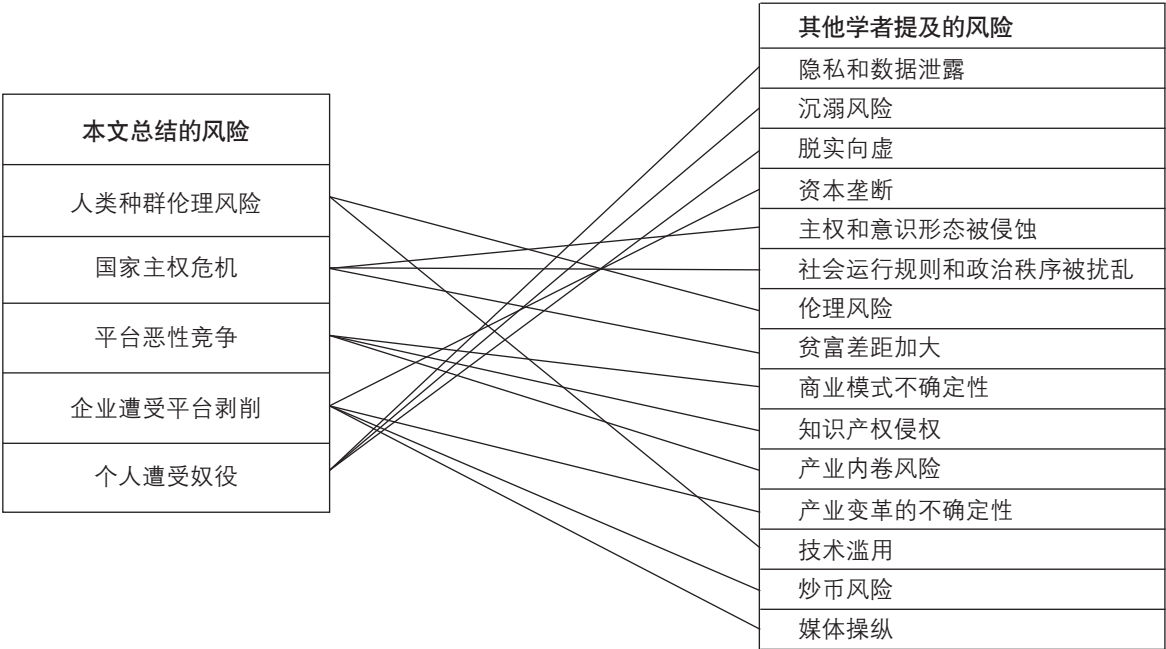 本文总结的风险
人类种群伦理风险
国家主权危机
平台恶性竞争
企业遭受平台剥削
个人遭受奴役
其他学者提及的风险
隐私和数据泄露
沉溺风险
脱实向虚
资本垄断
主权和意识形态被侵蚀
社会运行规则和政治秩序被扰乱
伦理风险
贫富差距加大
商业模式不确定性
知识产权侵权
产业内卷风险
产业变革的不确定性
技术滥用
炒币风险
媒体操纵